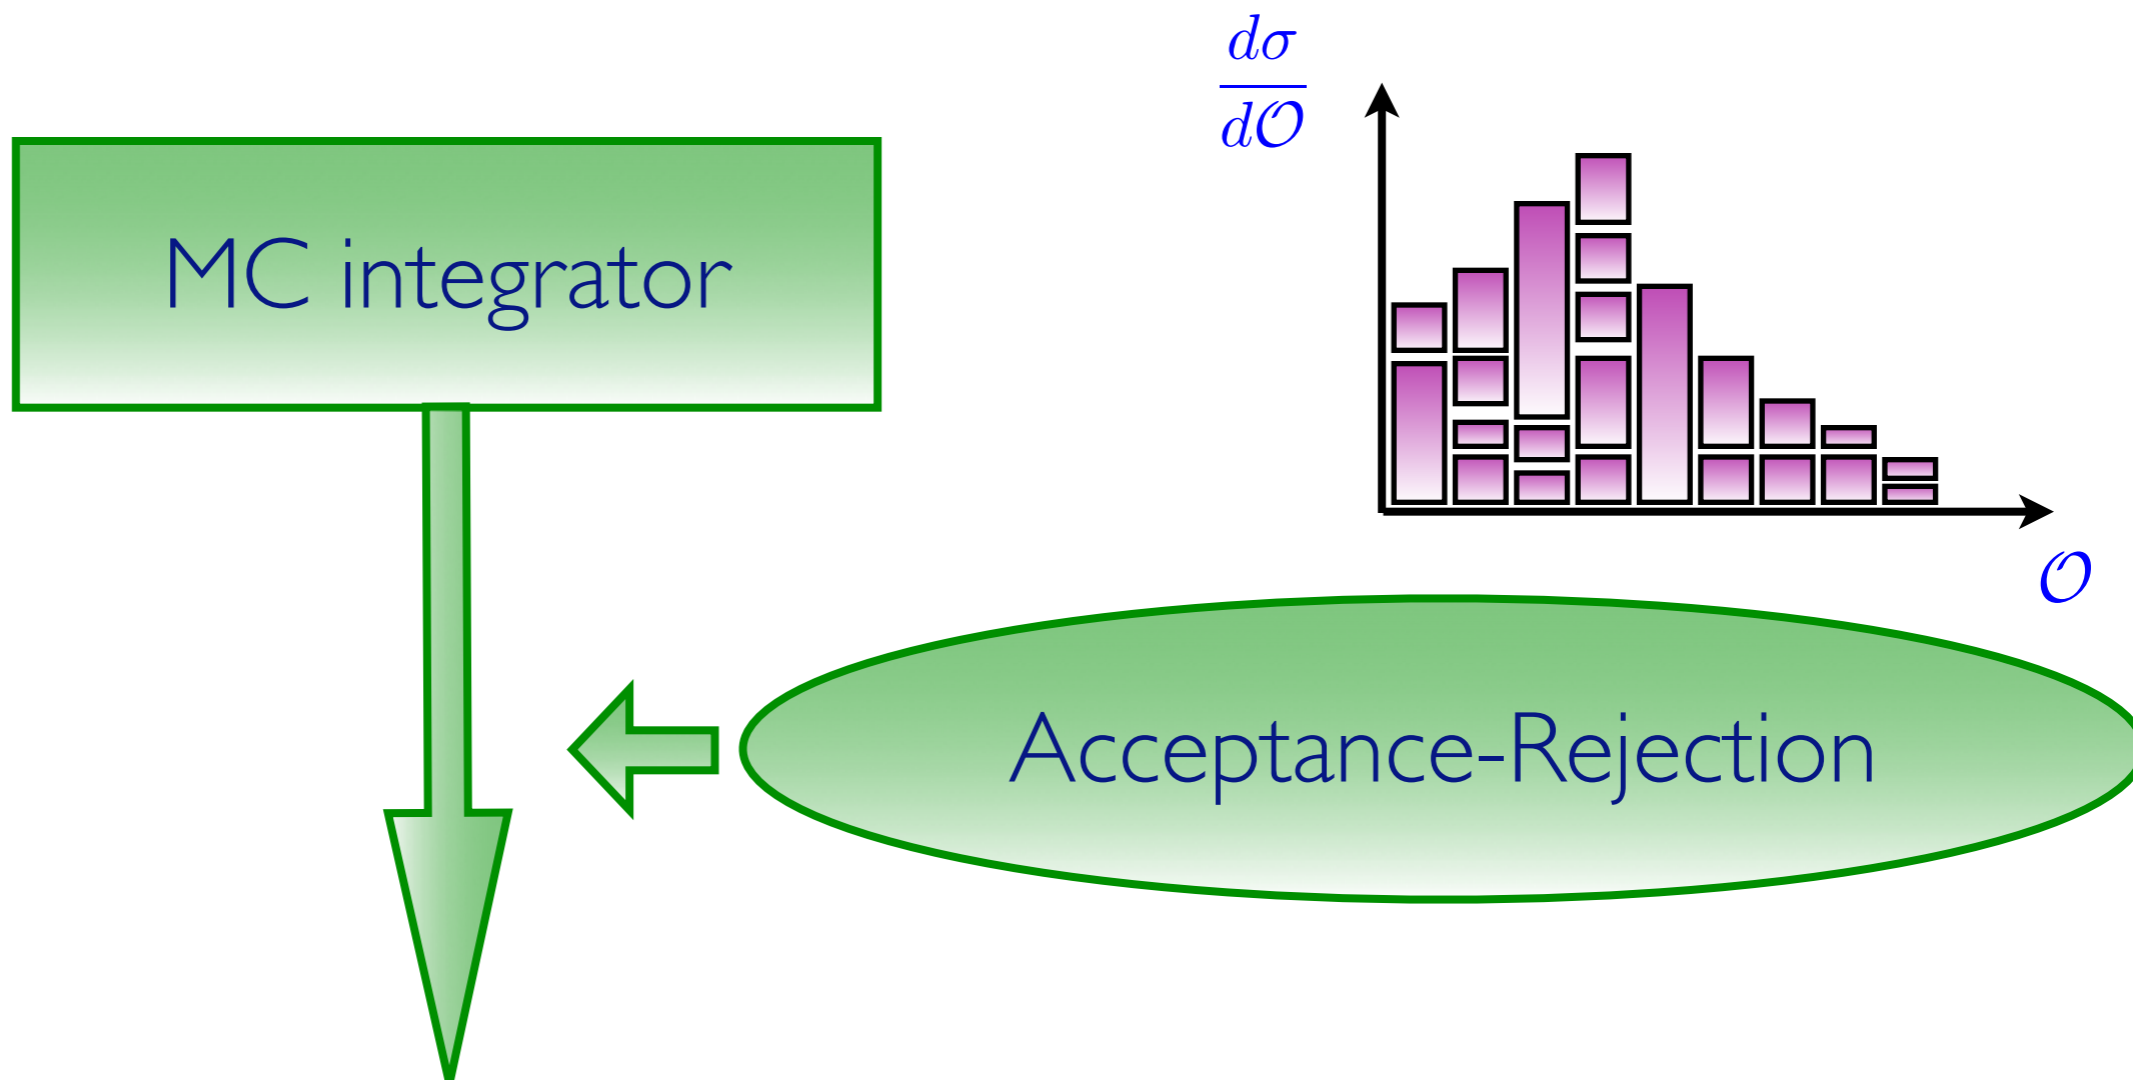 dσ
d𝒪
MC integrator
𝒪
Acceptance-Rejection